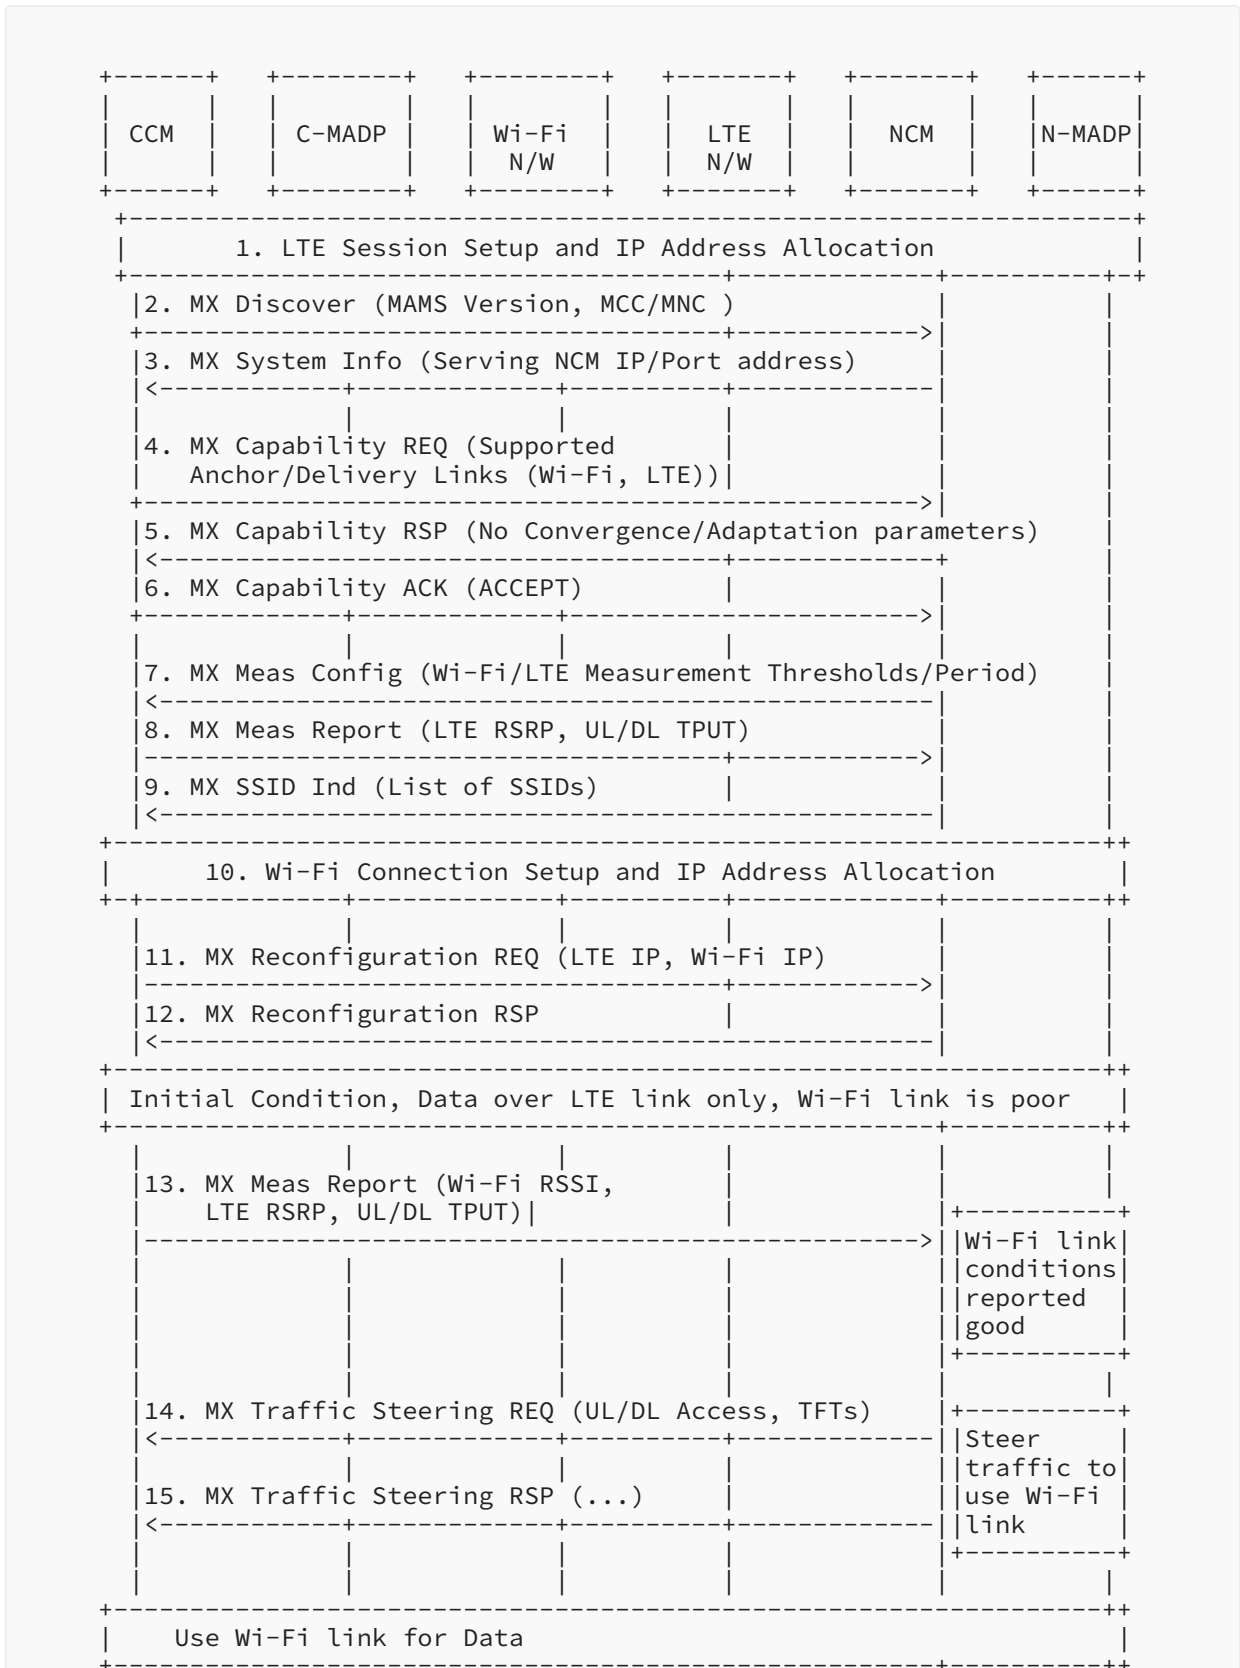 +------+   +--------+   +--------+   +-------+   +-------+   +------+
|      |   |        |   |        |   |       |   |       |   |      |
| CCM  |   | C-MADP |   | Wi-Fi  |   |  LTE  |   |  NCM  |   |N-MADP|
|      |   |        |   |  N/W   |   |  N/W  |   |       |   |      |
+------+   +--------+   +--------+   +-------+   +-------+   +------+
1. LTE Session Setup and IP Address Allocation
2. MX Discover (MAMS Version, MCC/MNC )
3. MX System Info (Serving NCM IP/Port address)
4. MX Capability REQ (Supported
Anchor/Delivery Links (Wi-Fi, LTE))
5. MX Capability RSP (No Convergence/Adaptation parameters)
6. MX Capability ACK (ACCEPT)
7. MX Meas Config (Wi-Fi/LTE Measurement Thresholds/Period)
8. MX Meas Report (LTE RSRP, UL/DL TPUT)
9. MX SSID Ind (List of SSIDs)
10. Wi-Fi Connection Setup and IP Address Allocation
11. MX Reconfiguration REQ (LTE IP, Wi-Fi IP)
12. MX Reconfiguration RSP
Initial Condition, Data over LTE link only, Wi-Fi link is poor
13. MX Meas Report (Wi-Fi RSSI,
LTE RSRP, UL/DL TPUT)
Wi-Fi link
conditions
reported
good
14. MX Traffic Steering REQ (UL/DL Access, TFTs)
Steer
traffic to
15. MX Traffic Steering RSP (...)
use Wi-Fi
link
Use Wi-Fi link for Data